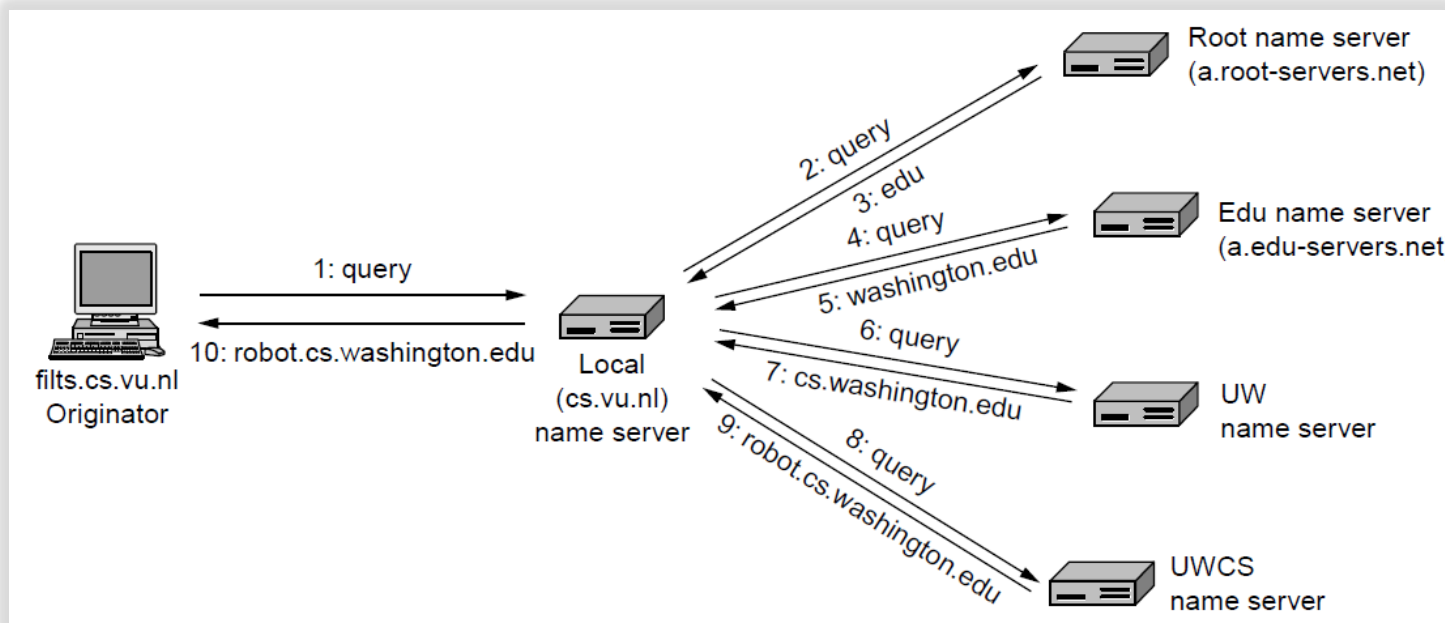 Root name server
(a.root-servers.net)
2: query
3: edu
Edu name server
(a.edu-servers.net
4: query
5: washington.edu
1: query
10: robot.cs.washington.edu
filts.cs.vu.nl
Originator
Local
(cs.vu.nl)
name server
6: query
7: cs.washington.edu
UW
name server
8: query
9: robot.cs.washington.edu
UWCS
name server